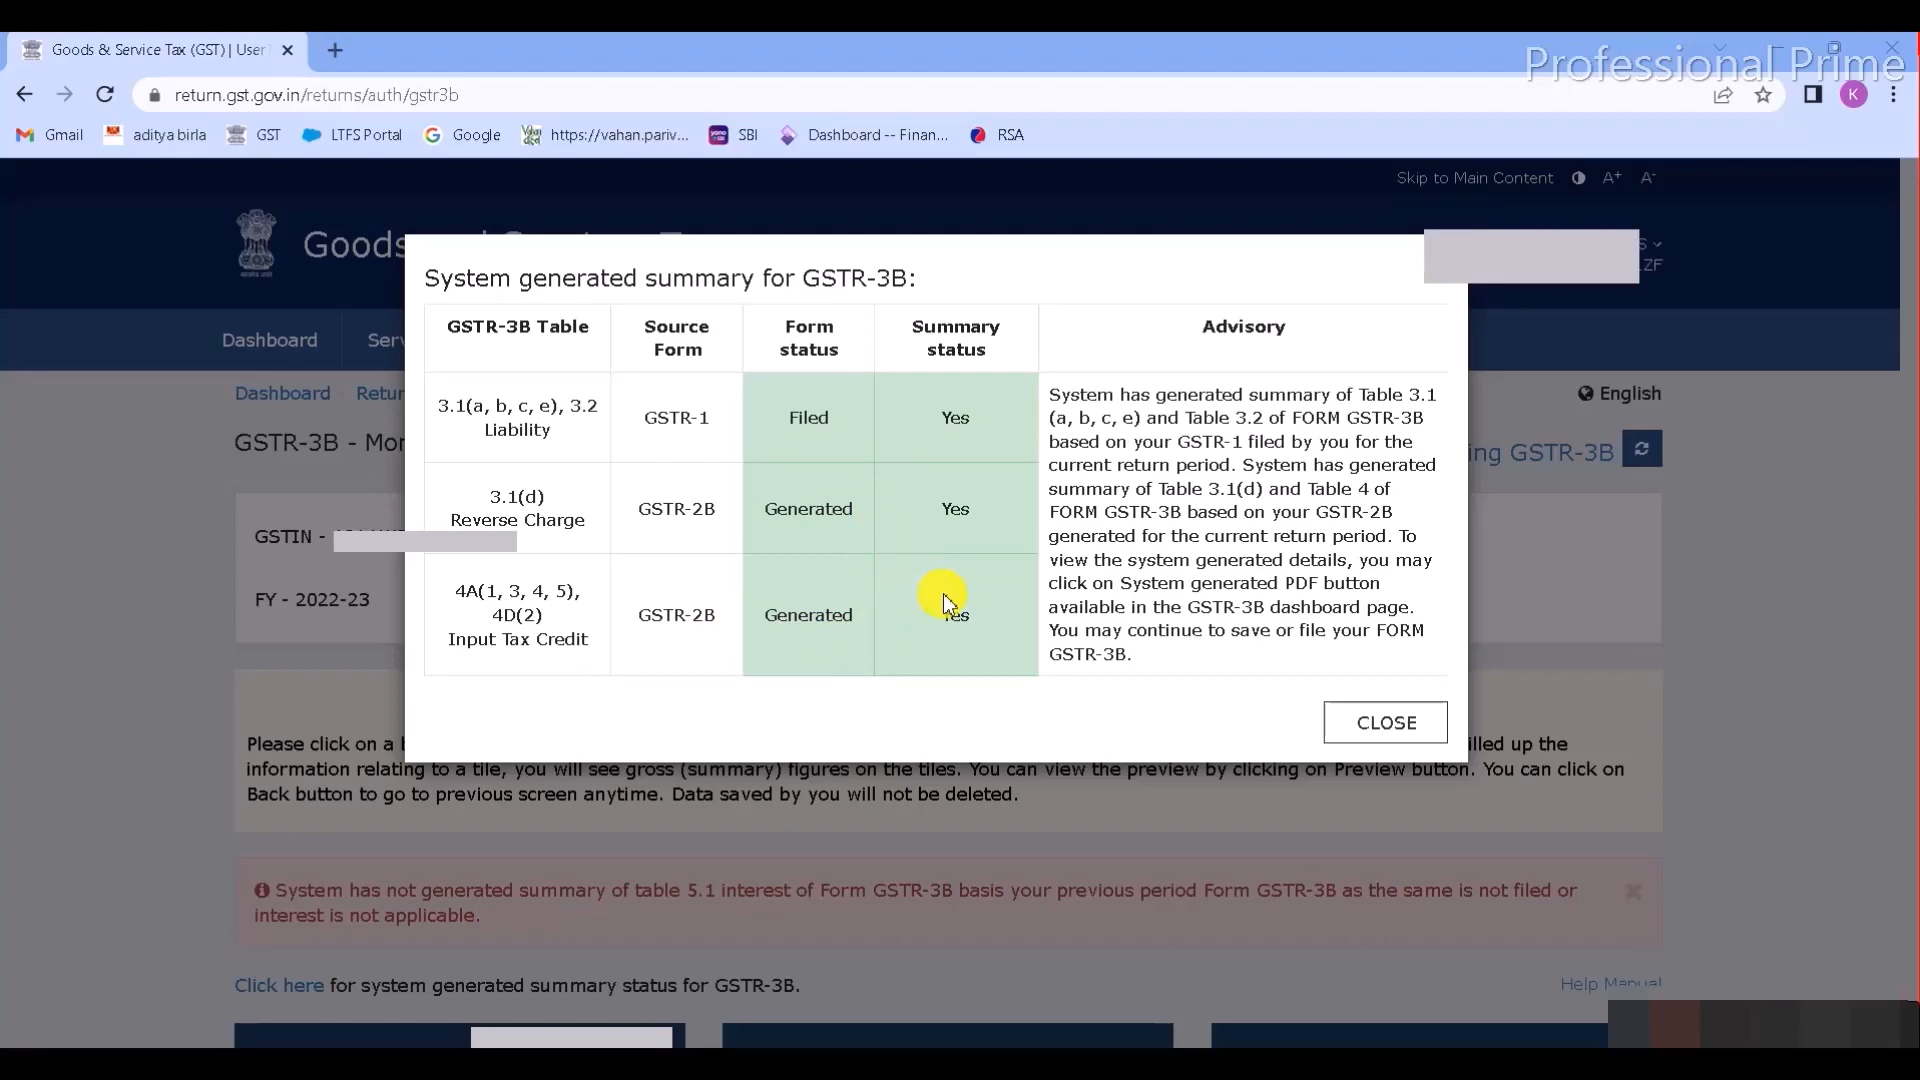 Goods & Service Tax (GST) | User
Professional Prime
return.gst.gov.in/returns/auth/gstr3b
K
Gmail
aditya birla
GST
LTFS Portal
Google
https://vahan.pariv...
SBI
Dashboard -- Finan...
RSA
Skip to Main Content
A+
A-
Goods
ZF
System generated summary for GSTR-3B:
GSTR-3B Table
Source
Form
Form
status
Summary
status
Advisory
Dashboard
Serv
3.1(a, b, c, e), 3.2
Liability
GSTR-1
Filed
Yes
3.1(d)
Reverse Charge
GSTR-2B
Generated
Yes
4A(1, 3, 4, 5),
4D(2)
Input Tax Credit
GSTR-2B
Generated
Yes
System has generated summary of Table 3.1
(a, b, c, e) and Table 3.2 of FORM GSTR-3B
based on your GSTR-1 filed by you for the
current return period. System has generated
summary of Table 3.1(d) and Table 4 of
FORM GSTR-3B based on your GSTR-2B
generated for the current return period. To
view the system generated details, you may
click on System generated PDF button
available in the GSTR-3B dashboard page.
You may continue to save or file your FORM
GSTR-3B.
CLOSE
Dashboard
Retur
English
GSTR-3B - Mon
ing GSTR-3B
GSTIN -
FY - 2022-23
Please click on a b
illed up the
information relating to a tile, you will see gross (summary) figures on the tiles. You can view the preview by clicking on Preview button. You can click on
Back button to go to previous screen anytime. Data saved by you will not be deleted.
System has not generated summary of table 5.1 interest of Form GSTR-3B basis your previous period Form GSTR-3B as the same is not filed or
interest is not applicable.
Click here for system generated summary status for GSTR-3B.
Help Manual